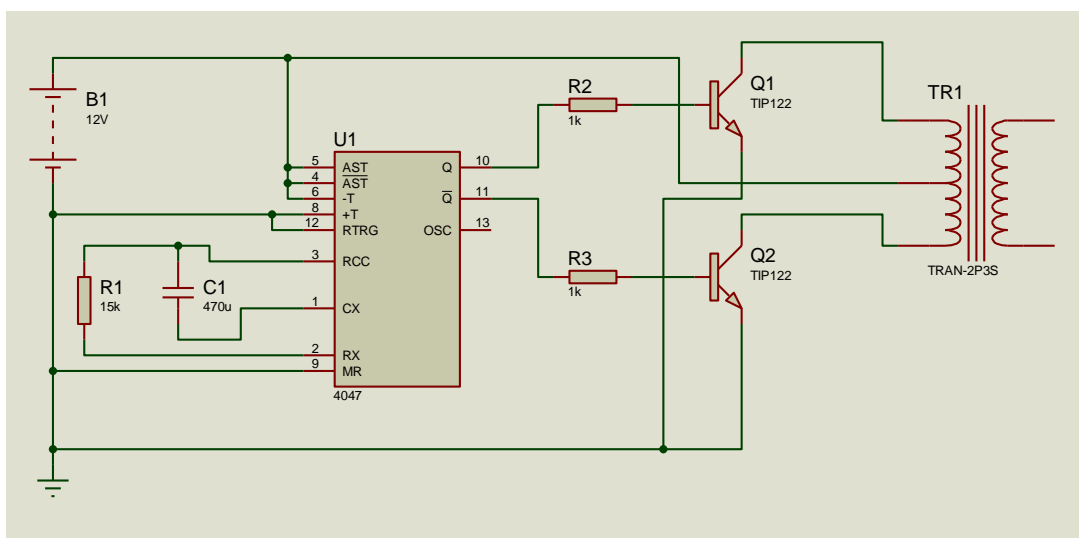 B1
12V
U1
5 AST Q 10
4 A̅S̅T̅ Q̅ 11
6 -T
8 +T
12 RTRG OSC 13
3 RCC
1 CX
2 RX
9 MR
4047
R1
15k
C1
470u
R2
1k
R3
1k
Q1
TIP122
Q2
TIP122
TR1
TRAN-2P3S